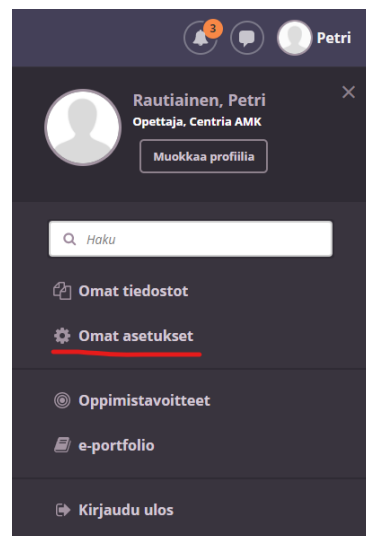 3
Petri
Rautiainen, Petri
Opettaja, Centria AMK
Muokkaa profiilia
Haku
Omat tiedostot
Omat asetukset
Oppimistavoitteet
e-portfolio
Kirjaudu ulos